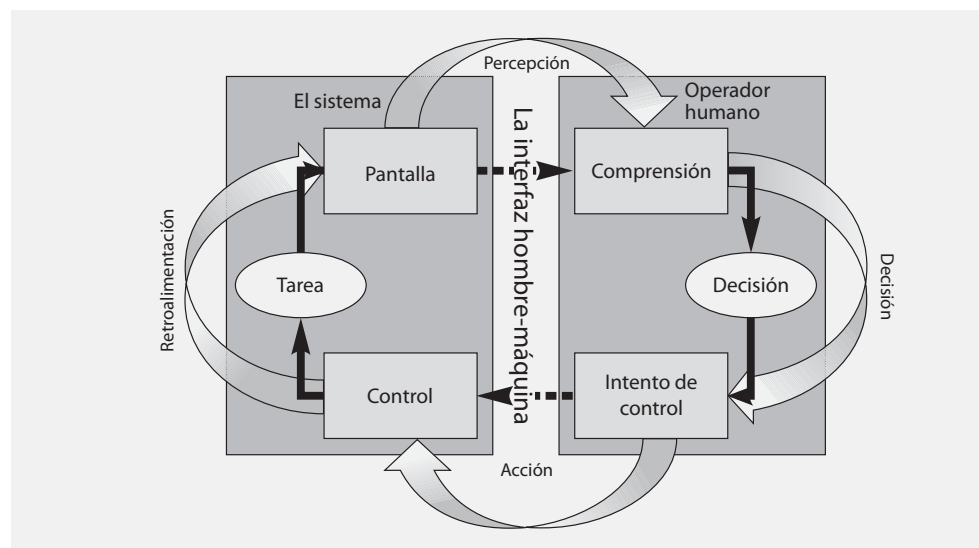 Percepción
El sistema
Operador
humano
Pantalla
La interfaz hombre-máquina
Comprensión
Retroalimentación
Tarea
Decisión
Decisión
Control
Intento de
control
Acción